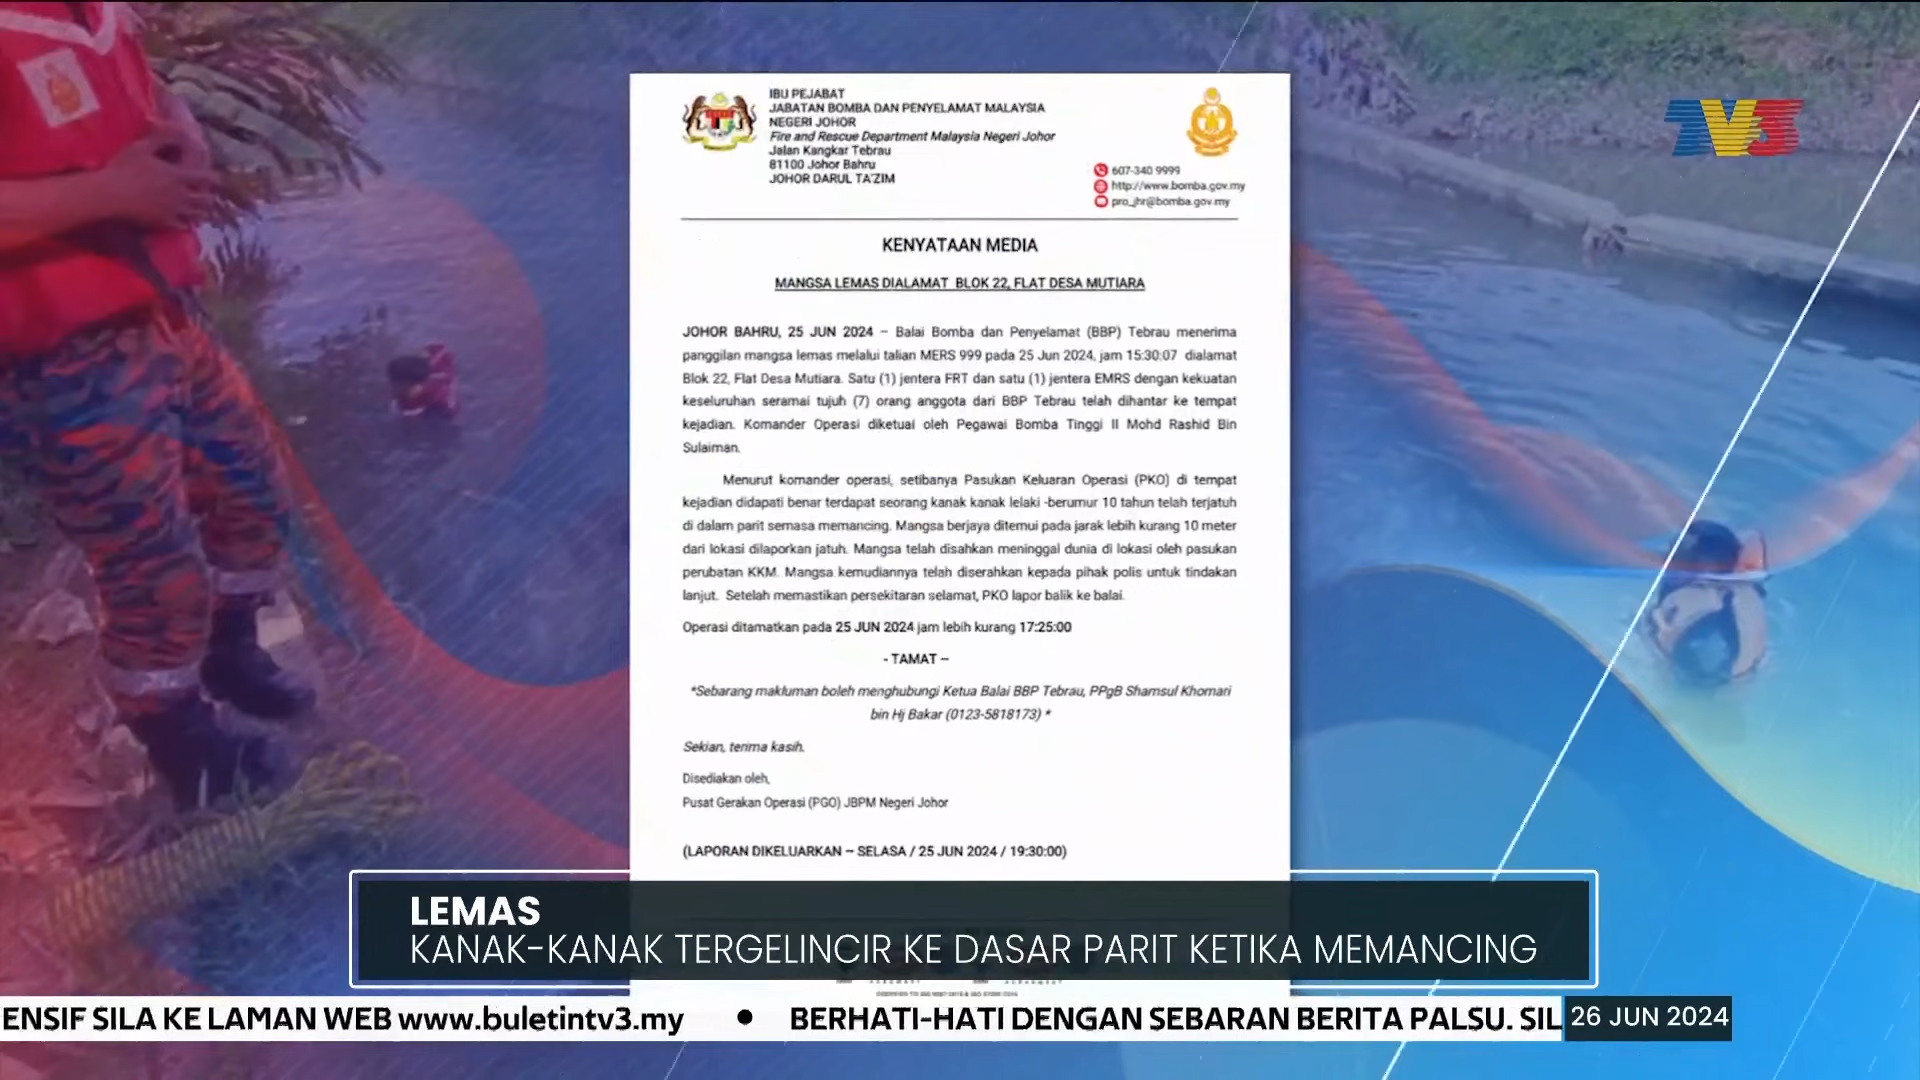 IBU PEJABAT
JABATAN BOMBA DAN PENYELAMAT MALAYSIA
NEGERI JOHOR
Fire and Rescue Department Malaysia Negeri Johor
Jalan Kangkar Tebrau
81100 Johor Bahru
JOHOR DARUL TA'ZIM
607-340 9999
http://www.bomba.gov.my
pro_jhr@bomba.gov.my
TV3
KENYATAAN MEDIA
MANGSA LEMAS DIALAMAT BLOK 22, FLAT DESA MUTIARA
JOHOR BAHRU, 25 JUN 2024 – Balai Bomba dan Penyelamat (BBP) Tebrau menerima
panggilan mangsa lemas melalui talian MERS 999 pada 25 Jun 2024, jam 15:30:07 dialamat
Blok 22, Flat Desa Mutiara. Satu (1) jentera FRT dan satu (1) jentera EMRS dengan kekuatan
keseluruhan seramai tujuh (7) orang anggota dari BBP Tebrau telah dihantar ke tempat
kejadian. Komander Operasi diketuai oleh Pegawai Bomba Tinggi II Mohd Rashid Bin
Sulaiman.
Menurut komander operasi, setibanya Pasukan Keluaran Operasi (PKO) di tempat
kejadian didapati benar terdapat seorang kanak kanak lelaki -berumur 10 tahun telah terjatuh
di dalam parit semasa memancing. Mangsa berjaya ditemui pada jarak lebih kurang 10 meter
dari lokasi dilaporkan jatuh. Mangsa telah disahkan meninggal dunia di lokasi oleh pasukan
perubatan KKM. Mangsa kemudiannya telah diserahkan kepada pihak polis untuk tindakan
lanjut. Setelah memastikan persekitaran selamat, PKO lapor balik ke balai.
Operasi ditamatkan pada 25 JUN 2024 jam lebih kurang 17:25:00
- TAMAT –
*Sebarang makluman boleh menghubungi Ketua Balai BBP Tebrau, PPgB Shamsul Khomari
bin Hj Bakar (0123-5818173) *
Sekian, terima kasih.
Disediakan oleh,
Pusat Gerakan Operasi (PGO) JBPM Negeri Johor
(LAPORAN DIKELUARKAN – SELASA / 25 JUN 2024 / 19:30:00)
LEMAS
KANAK-KANAK TERGELINCIR KE DASAR PARIT KETIKA MEMANCING
ENSIF SILA KE LAMAN WEB www.buletintv3.my ● BERHATI-HATI DENGAN SEBARAN BERITA PALSU. SIL
26 JUN 2024